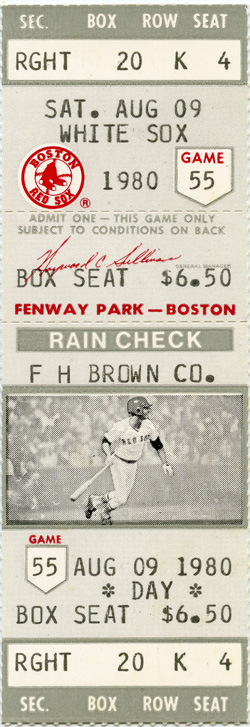 SEC. BOX ROW SEAT
RGHT 20 K 4
SAT. AUG 09
WHITE SOX
BOSTON
RED SOX
®
1980
GAME
55
ADMIT ONE — THIS GAME ONLY
SUBJECT TO CONDITIONS ON BACK
Haywood C Sullivan
GENERAL MANAGER
BOX SEAT $6.50
FENWAY PARK — BOSTON
RAIN CHECK
F H BROWN CO.
RED SOX
GAME
55
AUG 09 1980
* DAY *
BOX SEAT $6.50
RGHT 20 K 4
SEC. BOX ROW SEAT